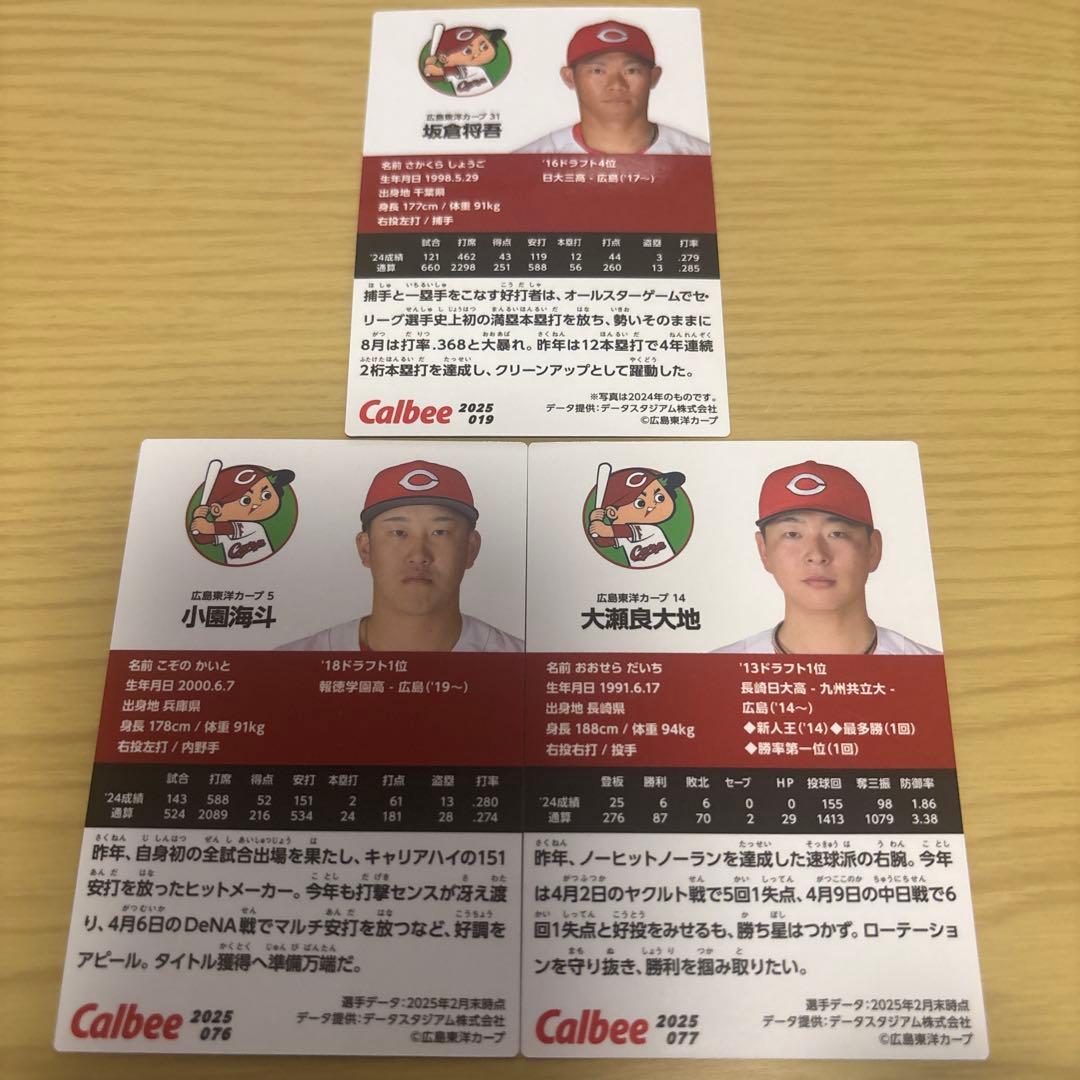 広島東洋カープ 31
坂倉将吾
名前 さかくら しょうご
生年月日 1998.5.29
出身地 千葉県
身長 177cm / 体重 91kg
右投左打 / 捕手
'16ドラフト4位
日大三高 - 広島('17~)
試合 打席 得点 安打 本塁打 打点 盗塁 打率
'24成績 121 462 43 119 12 44 3 .279
通算 660 2298 251 588 56 260 13 .285
捕手と一塁手をこなす好打者は、オールスターゲームでセ・
リーグ選手史上初の満塁本塁打を放ち、勢いそのままに
8月は打率.368と大暴れ。昨年は12本塁打で4年連続
2桁本塁打を達成し、クリーンアップとして躍動した。
※写真は2024年のものです。
データ提供:データスタジアム株式会社
©広島東洋カープ
Calbee 2025
019
広島東洋カープ 5
小園海斗
名前 こぞの かいと
生年月日 2000.6.7
出身地 兵庫県
身長 178cm / 体重 91kg
右投左打 / 内野手
'18ドラフト1位
報徳学園高 - 広島('19~)
試合 打席 得点 安打 本塁打 打点 盗塁 打率
'24成績 143 588 52 151 2 61 13 .280
通算 524 2089 216 534 24 181 28 .274
昨年、自身初の全試合出場を果たし、キャリアハイの151
安打を放ったヒットメーカー。今年も打撃センスが冴え渡
り、4月6日のDeNA戦でマルチ安打を放つなど、好調を
アピール。タイトル獲得へ準備万端だ。
選手データ:2025年2月末時点
データ提供:データスタジアム株式会社
©広島東洋カープ
Calbee 2025
076
広島東洋カープ 14
大瀬良大地
名前 おおせら だいち
生年月日 1991.6.17
出身地 長崎県
身長 188cm / 体重 94kg
右投右打 / 投手
'13ドラフト1位
長崎日大高 - 九州共立大 -
広島('14~)
◆新人王('14)◆最多勝(1回)
◆勝率第一位(1回)
登板 勝利 敗北 セーブ HP 投球回 奪三振 防御率
'24成績 25 6 6 0 0 155 98 1.86
通算 276 87 70 2 29 1413 1079 3.38
昨年、ノーヒットノーランを達成した速球派の右腕。今年
は4月2日のヤクルト戦で5回1失点、4月9日の中日戦で6
回1失点と好投をみせるも、勝ち星はつかず。ローテーショ
ンを守り抜き、勝利を掴み取りたい。
選手データ:2025年2月末時点
データ提供:データスタジアム株式会社
©広島東洋カープ
Calbee 2025
077